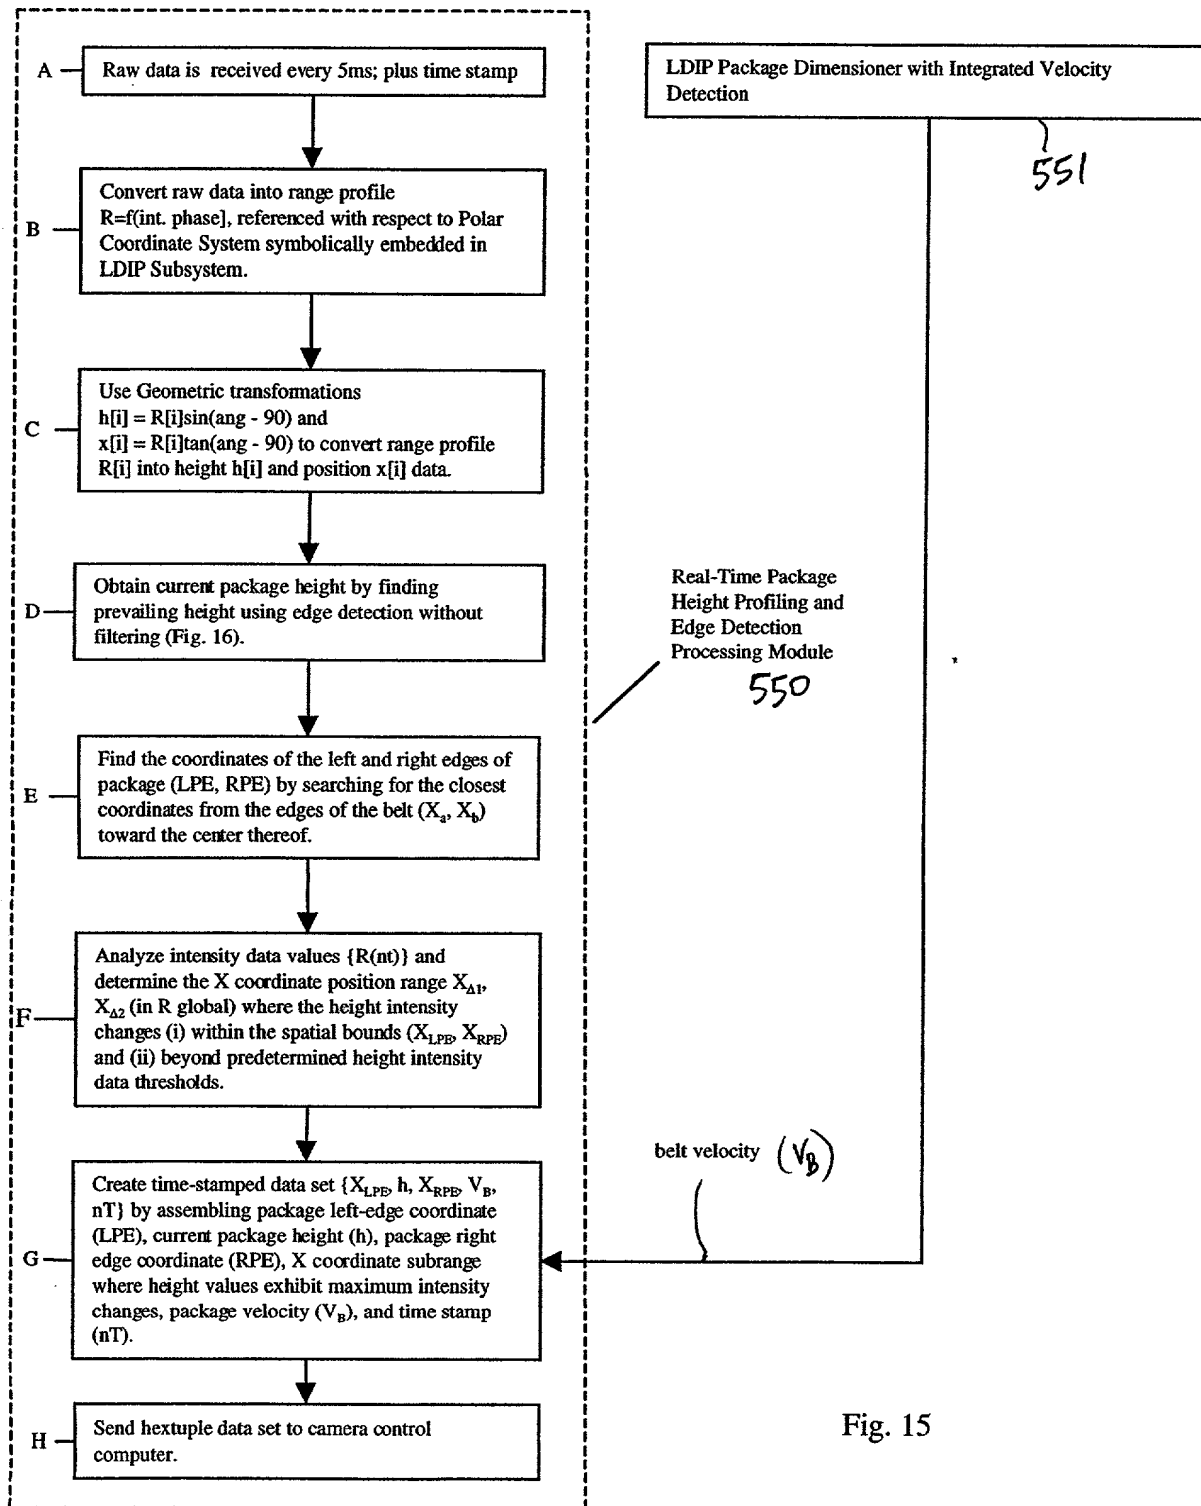 A
Raw data is received every 5ms; plus time stamp
LDIP Package Dimensioner with Integrated Velocity
Detection
551
B
Convert raw data into range profile
R=f(int. phase], referenced with respect to Polar
Coordinate System symbolically embedded in
LDIP Subsystem.
C
Use Geometric transformations
h[i] = R[i]sin(ang - 90) and
x[i] = R[i]tan(ang - 90) to convert range profile
R[i] into height h[i] and position x[i] data.
D
Obtain current package height by finding
prevailing height using edge detection without
filtering (Fig. 16).
Real-Time Package
Height Profiling and
Edge Detection
Processing Module
550
E
Find the coordinates of the left and right edges of
package (LPE, RPE) by searching for the closest
coordinates from the edges of the belt (Xa, Xb)
toward the center thereof.
F
Analyze intensity data values {R(nt)} and
determine the X coordinate position range XΔ1,
XΔ2 (in R global) where the height intensity
changes (i) within the spatial bounds (XLPE, XRPE)
and (ii) beyond predetermined height intensity
data thresholds.
belt velocity (VB)
G
Create time-stamped data set {XLPE, h, XRPE, VB,
nT} by assembling package left-edge coordinate
(LPE), current package height (h), package right
edge coordinate (RPE), X coordinate subrange
where height values exhibit maximum intensity
changes, package velocity (VB), and time stamp
(nT).
H
Send hextuple data set to camera control
computer.
Fig. 15